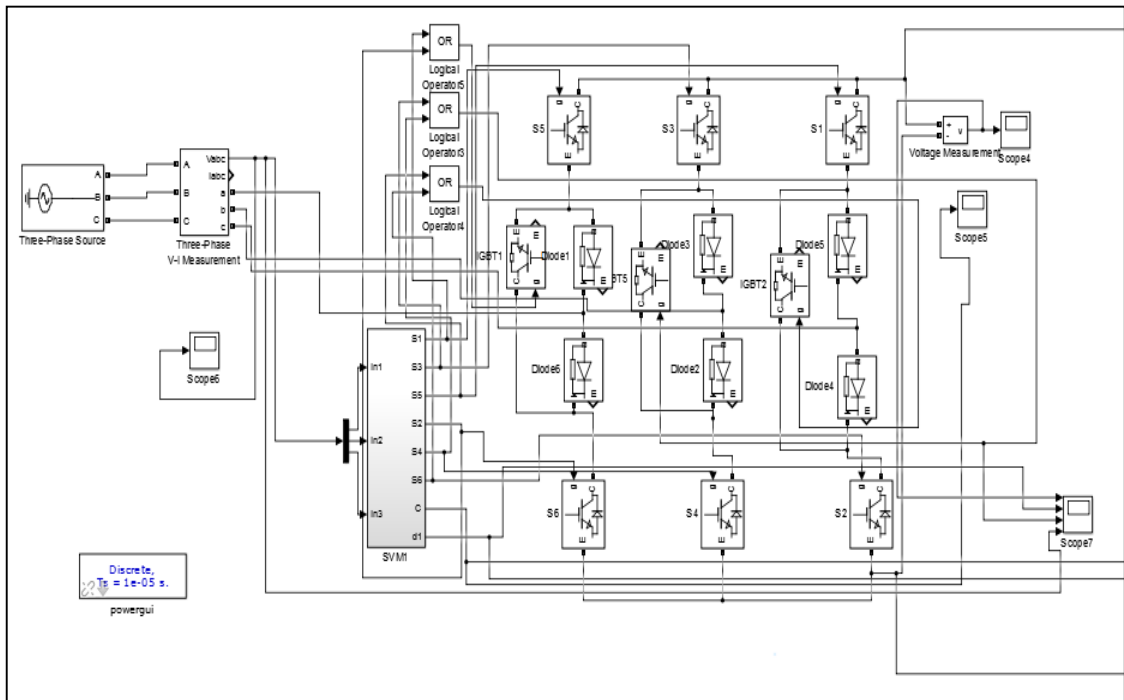 OR
Logical
Operator5
OR
Logical
Operator3
OR
Logical
Operator4
A
B
C
Three-Phase Source
A
B
C
Vabc
Iabc
a
b
c
Three-Phase
V-I Measurement
g
C
E
S5
g
C
E
S3
g
C
E
S1
+
-
v
Voltage Measurement
Scope4
Scope5
IGBT1
E
m
C
g
Diode1
a
m
BT5
E
m
C
g
Diode3
a
m
IGBT2
E
m
C
g
Diode5
a
m
Scope6
In1
In2
In3
S1
S3
S5
S2
S4
S6
C
d1
SVM1
Diode6
a
m
Diode2
a
m
Diode4
a
m
g
C
E
S6
g
C
E
S4
g
C
E
S2
Scope7
Discrete,
Ts = 1e-05 s.
powergui